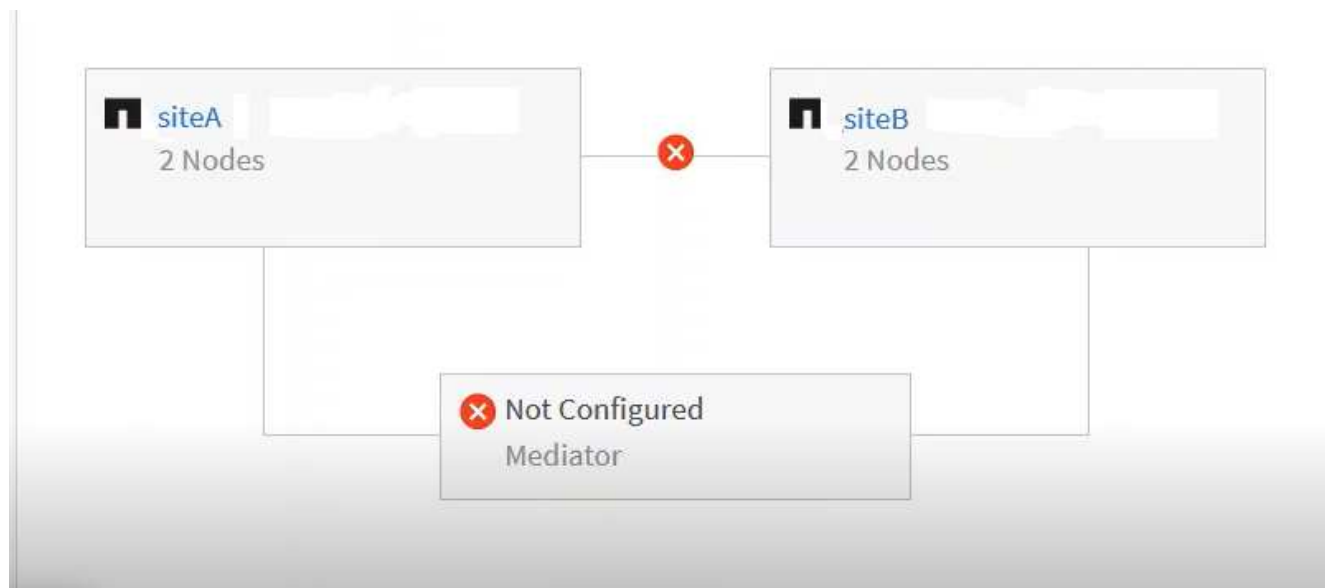 siteA
2 Nodes
siteB
2 Nodes
Not Configured
Mediator